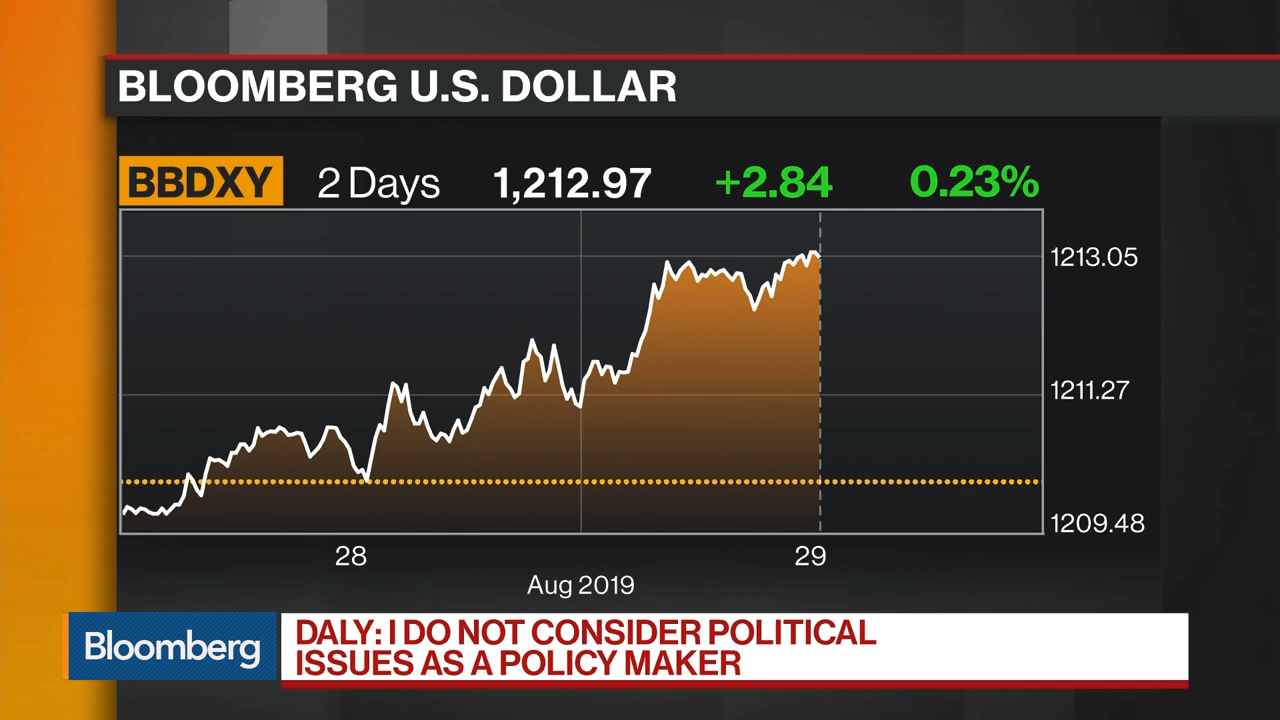 BLOOMBERG U.S. DOLLAR
BBDXY 2 Days 1,212.97 +2.84 0.23%
1213.05
1211.27
1209.48
28 29
Aug 2019
Bloomberg
DALY: I DO NOT CONSIDER POLITICAL
ISSUES AS A POLICY MAKER